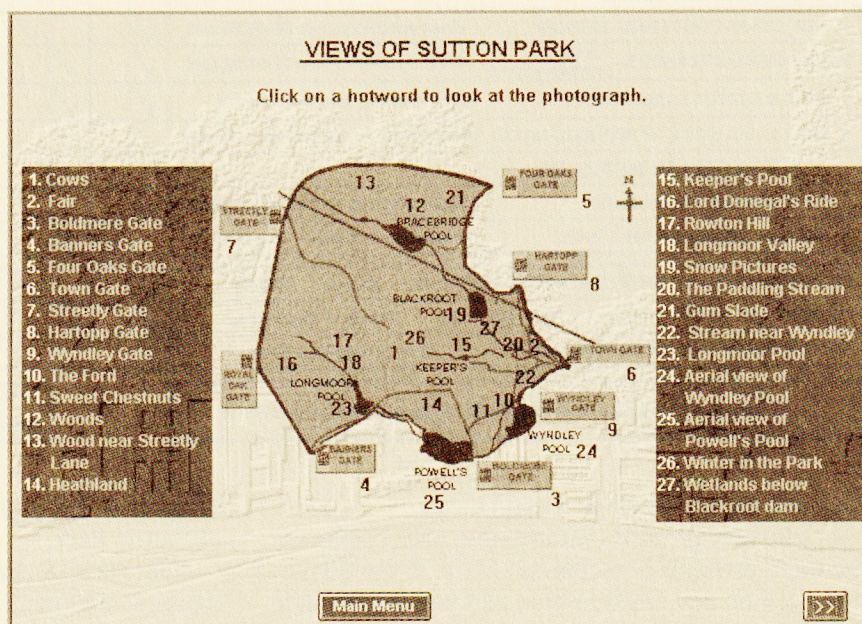 VIEWS OF SUTTON PARK
Click on a hotword to look at the photograph.
1. Cows
2. Fair
3. Boldmere Gate
4. Banners Gate
5. Four Oaks Gate
6. Town Gate
7. Streetly Gate
8. Hartopp Gate
9. Wyndley Gate
10. The Ford
11. Sweet Chestnuts
12. Woods
13. Wood near Streetly
Lane
14. Heathland
13
12
21
BRACEBRIDGE
POOL
FOUR OAKS
GATE
5
N
STREETLY
GATE
7
HARTOPP
GATE
8
BLACKROOT
POOL
19
27
17
26
15
20
2
TOWN GATE
6
16
18
1
KEEPER'S
POOL
22
ROYAL
OAK
GATE
LONGMOOR
POOL
23
14
11
10
WYNDLEY
GATE
9
WYNDLEY
POOL
24
BANNERS
GATE
4
POWELL'S
POOL
25
BOLDMERE
GATE
3
15. Keeper's Pool
16. Lord Donegal's Ride
17. Rowton Hill
18. Longmoor Valley
19. Snow Pictures
20. The Paddling Stream
21. Gum Slade
22. Stream near Wyndley
23. Longmoor Pool
24. Aerial view of
Wyndley Pool
25. Aerial view of
Powell's Pool
26. Winter in the Park
27. Wetlands below
Blackroot dam
Main Menu
>>